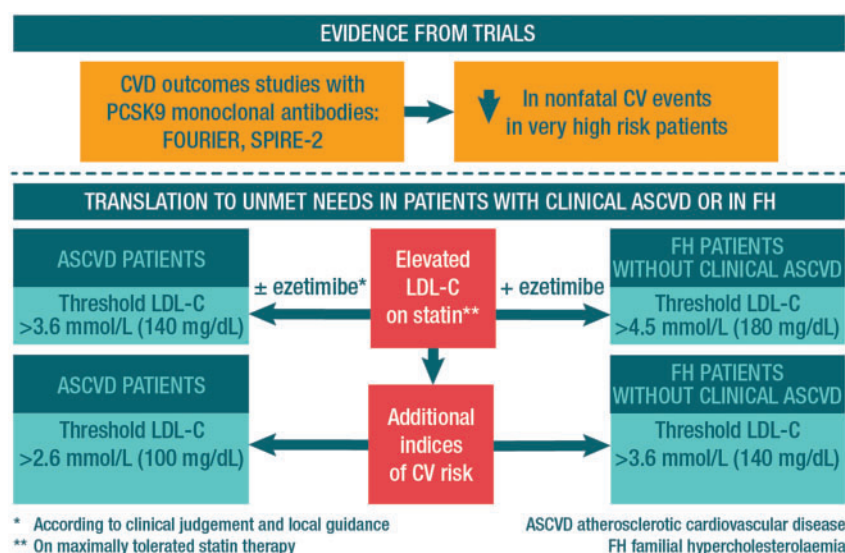 EVIDENCE FROM TRIALS
CVD outcomes studies with
PCSK9 monoclonal antibodies:
FOURIER, SPIRE-2
In nonfatal CV events
in very high risk patients
TRANSLATION TO UNMET NEEDS IN PATIENTS WITH CLINICAL ASCVD OR IN FH
ASCVD PATIENTS
Threshold LDL-C
>3.6 mmol/L (140 mg/dL)
± ezetimibe*
Elevated
LDL-C
on statin**
+ ezetimibe
FH PATIENTS
WITHOUT CLINICAL ASCVD
Threshold LDL-C
>4.5 mmol/L (180 mg/dL)
ASCVD PATIENTS
Threshold LDL-C
>2.6 mmol/L (100 mg/dL)
Additional
indices
of CV risk
FH PATIENTS
WITHOUT CLINICAL ASCVD
Threshold LDL-C
>3.6 mmol/L (140 mg/dL)
* According to clinical judgement and local guidance
** On maximally tolerated statin therapy
ASCVD atherosclerotic cardiovascular disease
FH familial hypercholesterolaemia